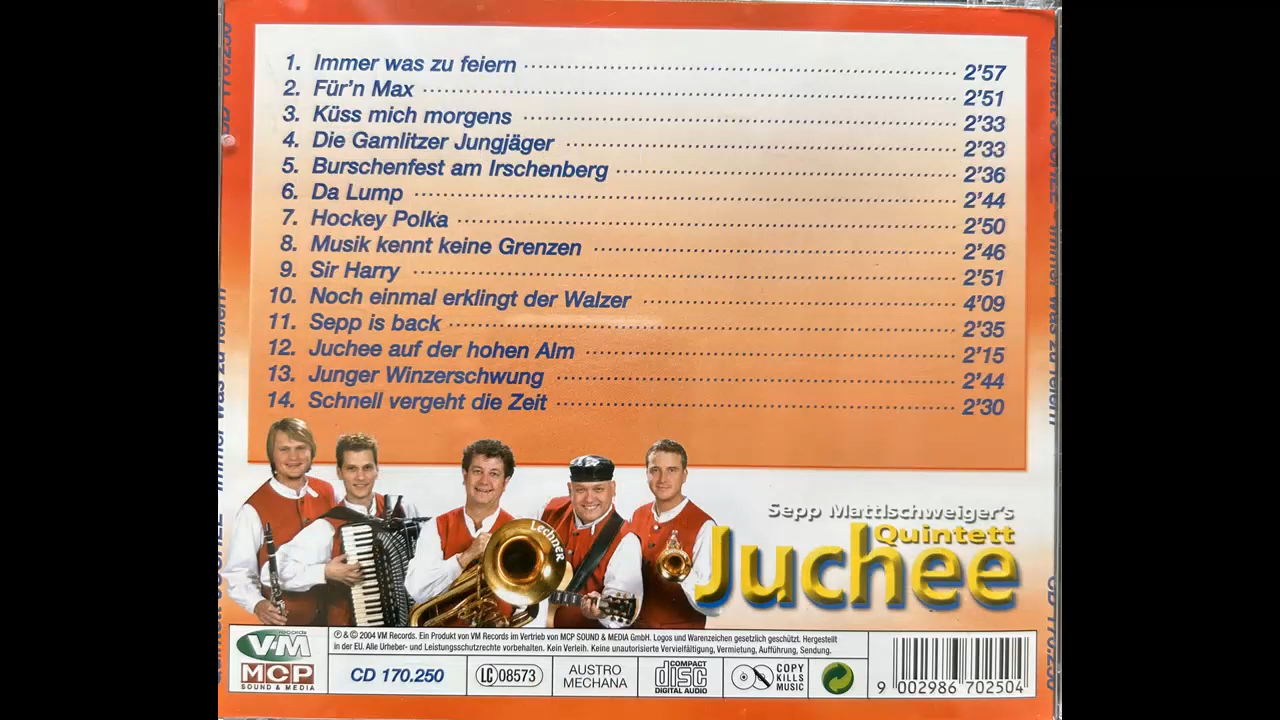 1. Immer was zu feiern 2'57
2. Für'n Max 2'51
3. Küss mich morgens 2'33
4. Die Gamlitzer Jungjäger 2'33
5. Burschenfest am Irschenberg 2'36
6. Da Lump 2'44
7. Hockey Polka 2'50
8. Musik kennt keine Grenzen 2'46
9. Sir Harry 2'51
10. Noch einmal erklingt der Walzer 4'09
11. Sepp is back 2'35
12. Juchee auf der hohen Alm 2'15
13. Junger Winzerschwung 2'44
14. Schnell vergeht die Zeit 2'30
Lechner
Sepp Mattlschweiger's
Quintett
Juchee
RECORDS
V-M
MCP
SOUND & MEDIA
℗ & © 2004 VM Records. Ein Produkt von VM Records im Vertrieb von MCP SOUND & MEDIA GmbH. Logos und Warenzeichen gesetzlich geschützt. Hergestellt
in der EU. Alle Urheber- und Leistungsschutzrechte vorbehalten. Kein Verleih. Keine unautorisierte Vervielfältigung, Vermietung, Aufführung, Sendung.
CD 170.250
LC 08573
AUSTRO
MECHANA
COMPACT
disc
DIGITAL AUDIO
COPY
KILLS
MUSIC
9 002986 702504